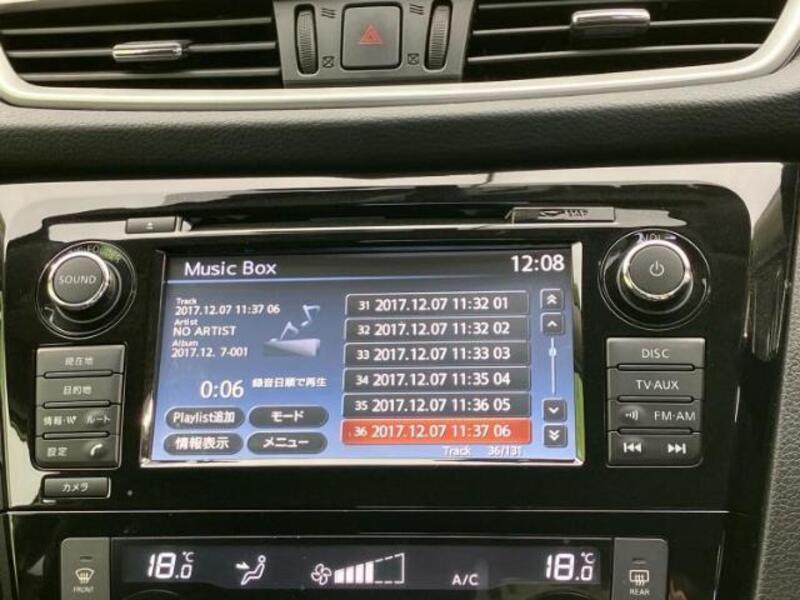 SOUND
現在地
目的地
情報・VI ルート
設定
カメラ
Music Box
12:08
Track
2017.12.07 11:37 06
Artist
NO ARTIST
Album
2017.12. 7-001
0:06 録音日順で再生
Playlist追加 モード
情報表示 メニュー
31 2017.12.07 11:32 01
32 2017.12.07 11:32 02
33 2017.12.07 11:33 03
34 2017.12.07 11:35 04
35 2017.12.07 11:36 05
36 2017.12.07 11:37 06
Track 36/131
VOL
DISC
TV-AUX
FM-AM
FRONT
18.0 °C
A/C
18.0 °C
REAR